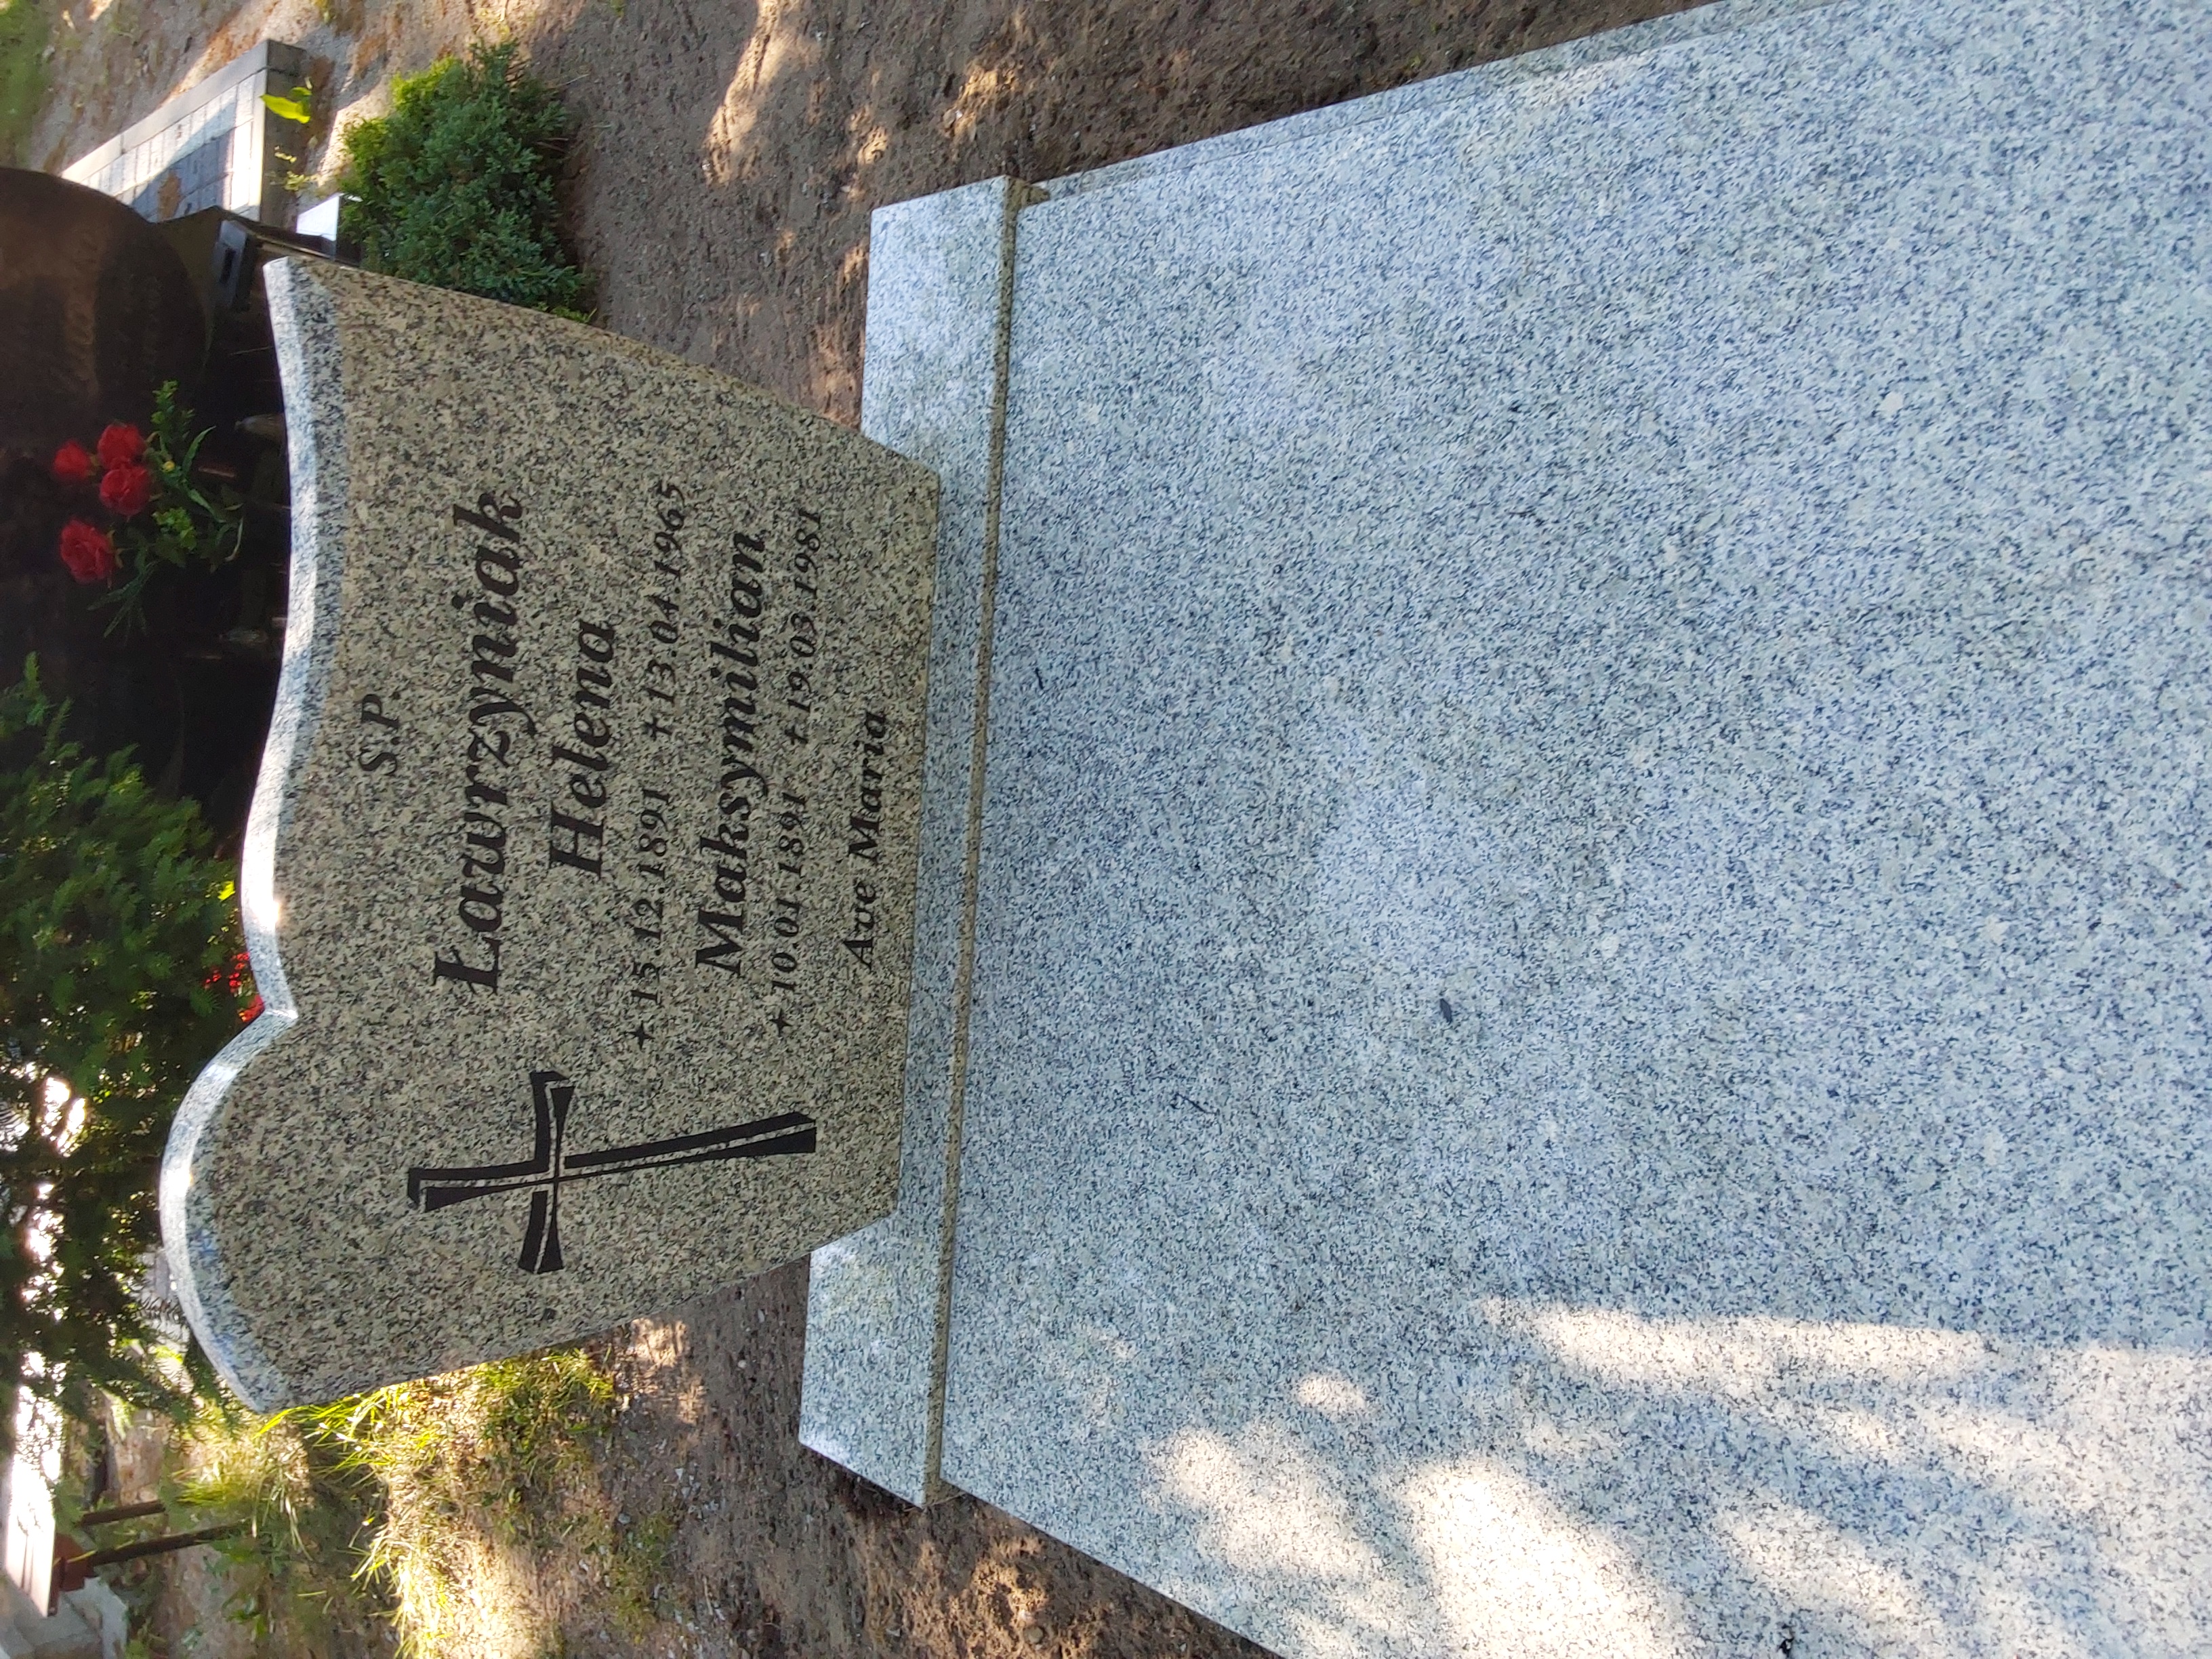 Ś.P
Ławrzyniak
Helena
★ 15.12.1891 † 13.04.1965
Maksymilian
★ 10.01.1891 † 19.03.1981
Ave Maria